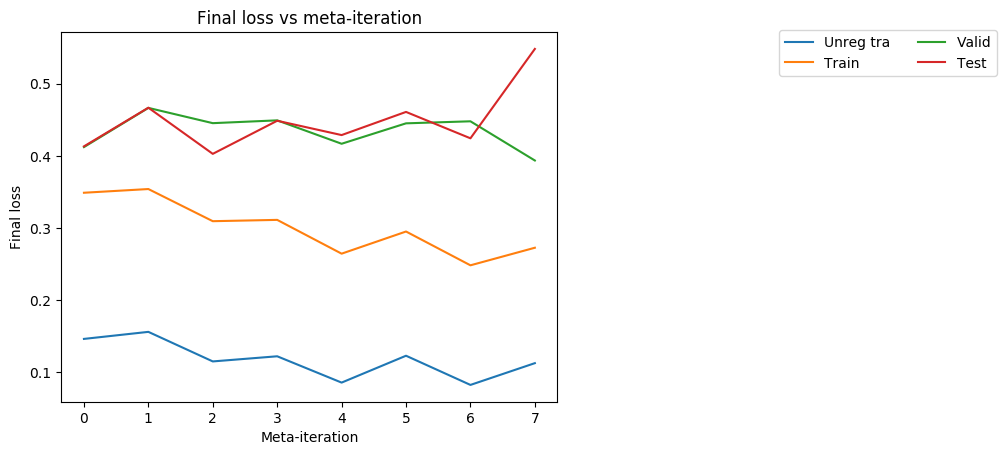 Final loss vs meta-iteration
Unreg tra Valid
Train Test
0.5
0.4
0.3
0.2
0.1
Final loss
0 1 2 3 4 5 6 7
Meta-iteration